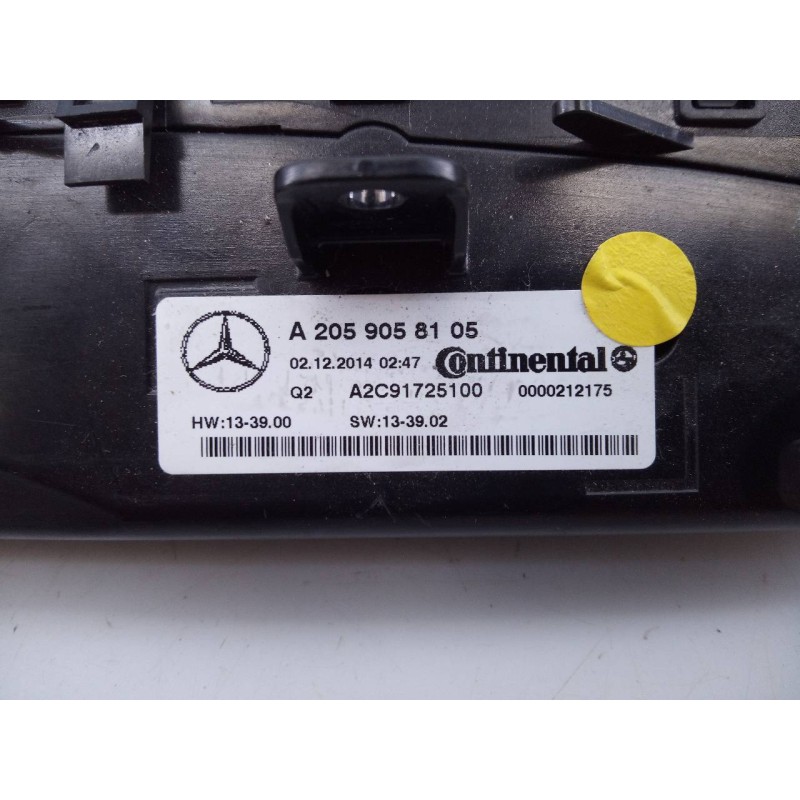 A 205 905 81 05
02.12.2014 02:47 Continental
Q2 A2C91725100 0000212175
HW:13-39.00 SW:13-39.02